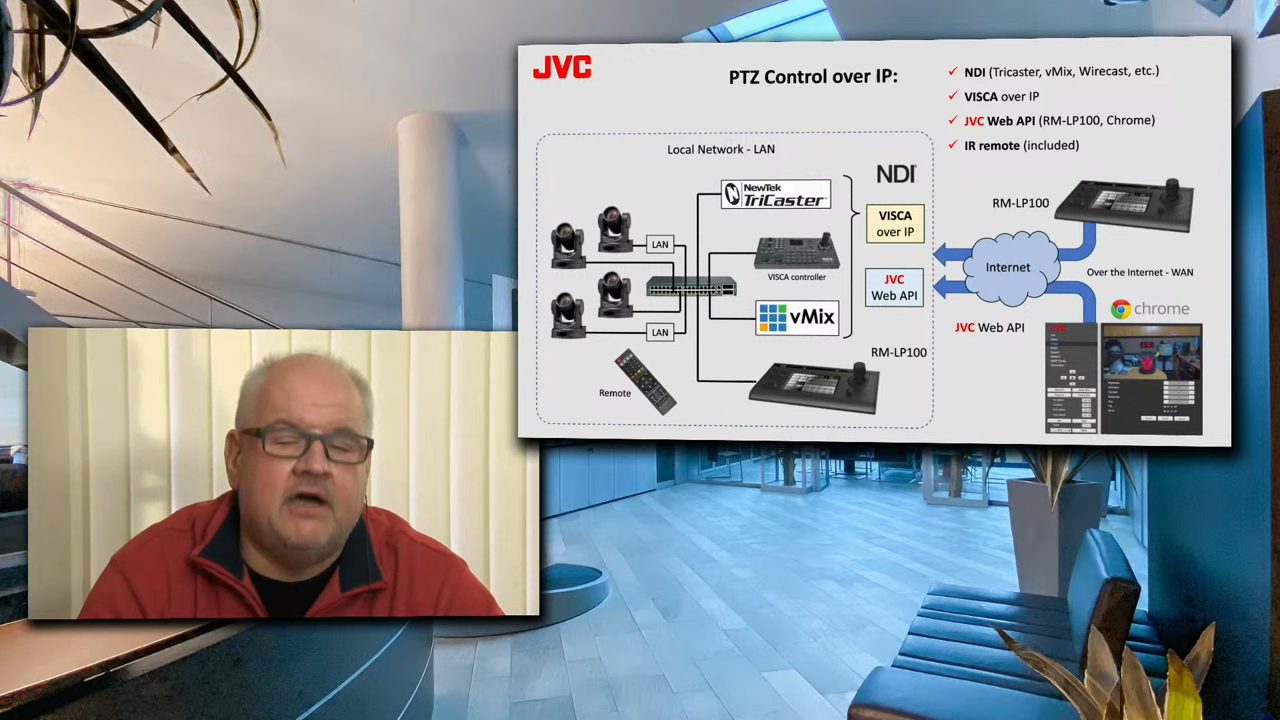 JVC
PTZ Control over IP:
✓ NDI (Tricaster, vMix, Wirecast, etc.)
✓ VISCA over IP
✓ JVC Web API (RM-LP100, Chrome)
✓ IR remote (included)
Local Network - LAN
NewTek
TriCaster
LAN
VISCA controller
LAN
vMix
Remote
RM-LP100
NDI
VISCA
over IP
JVC
Web API
RM-LP100
Internet
Over the Internet - WAN
chrome
JVC Web API